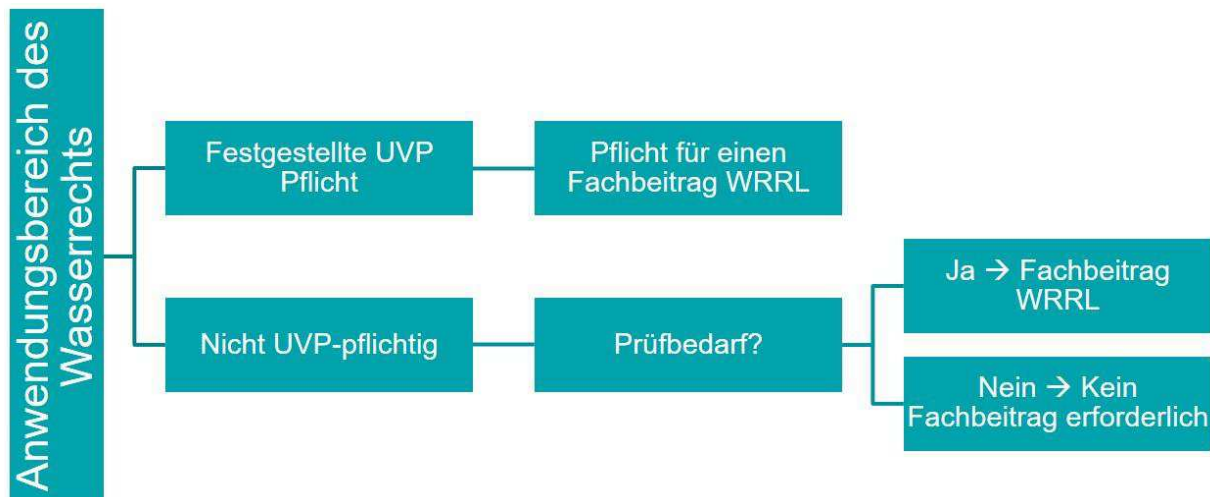 Anwendungsbereich des
Wasserrechts
Festgestellte UVP
Pflicht
Pflicht für einen
Fachbeitrag WRRL
Nicht UVP-pflichtig
Prüfbedarf?
Ja → Fachbeitrag
WRRL
Nein → Kein
Fachbeitrag erforderlich